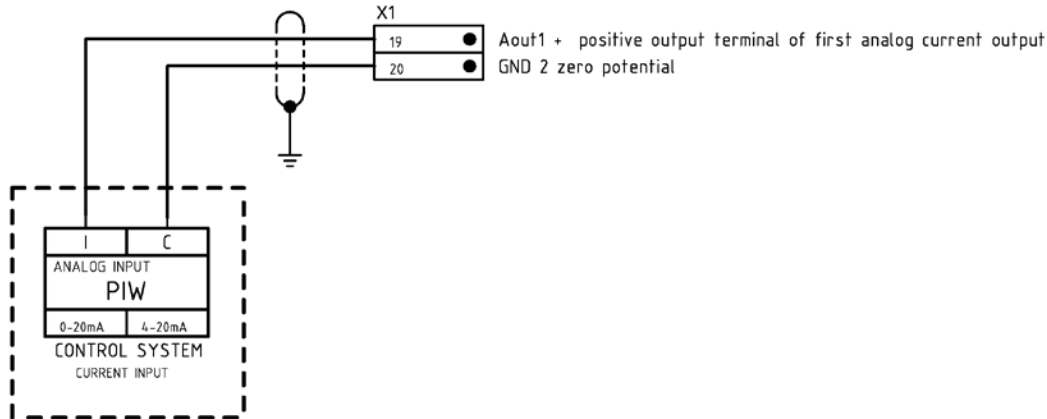 X1
19 Aout1 + positive output terminal of first analog current output
20 GND 2 zero potential
I C
ANALOG INPUT
PIW
0-20mA 4-20mA
CONTROL SYSTEM
CURRENT INPUT